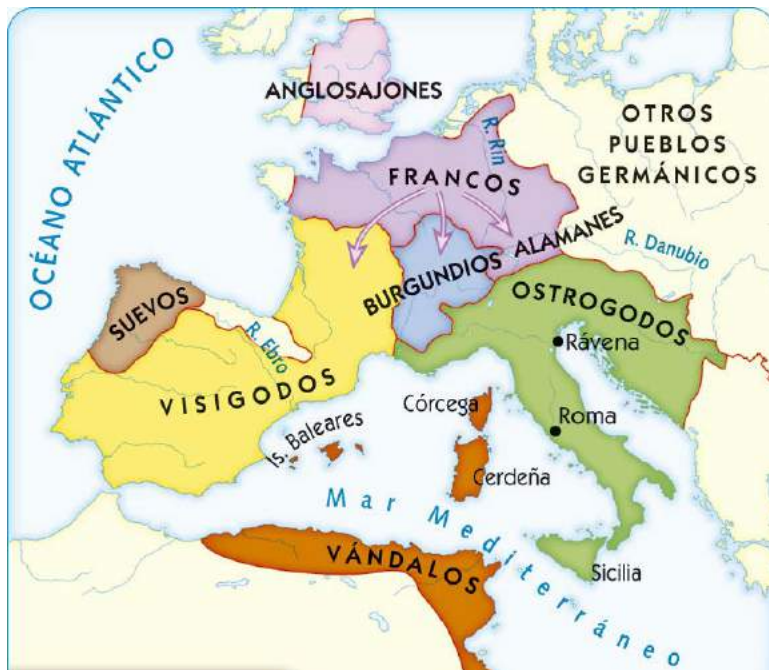 OCÉANO ATLÁNTICO
ANGLOSAJONES
OTROS
PUEBLOS
GERMÁNICOS
R. Rin
FRANCOS
ALAMANES
R. Danubio
BURGUNDIOS
SUEVOS
OSTROGODOS
R. Ebro
Rávena
VISIGODOS
Córcega
Roma
Is. Baleares
Cerdeña
Mar Mediterráneo
VÁNDALOS
Sicilia